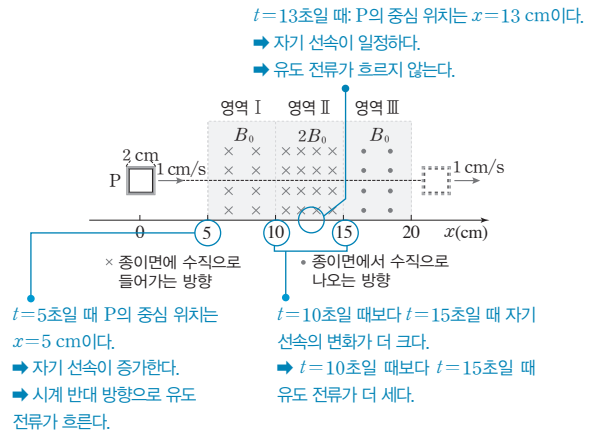 t=13초일 때: P의 중심 위치는 x=13 cm이다.
➡ 자기 선속이 일정하다.
➡ 유도 전류가 흐르지 않는다.
영역 Ⅰ 영역 Ⅱ 영역 Ⅲ
B₀ 2B₀ B₀
2 cm
P 1 cm/s 1 cm/s
0 5 10 15 20 x(cm)
× 종이면에 수직으로 • 종이면에서 수직으로
들어가는 방향 나오는 방향
t=5초일 때 P의 중심 위치는
x=5 cm이다.
➡ 자기 선속이 증가한다.
➡ 시계 반대 방향으로 유도
전류가 흐른다.
t=10초일 때보다 t=15초일 때 자기
선속의 변화가 더 크다.
➡ t=10초일 때보다 t=15초일 때
유도 전류가 더 세다.